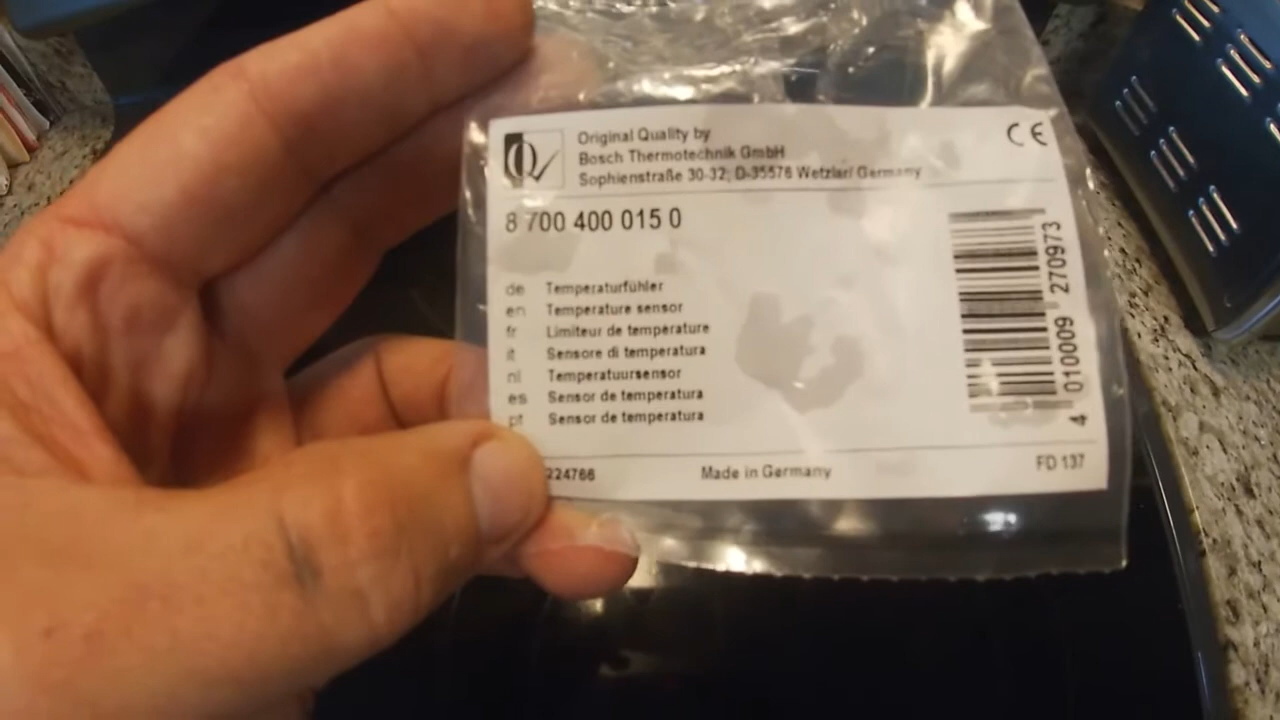 Original Quality by
Bosch Thermotechnik GmbH
Sophienstraße 30-32; D-35576 Wetzlar/ Germany
CE
8 700 400 015 0
de Temperaturfühler
en Temperature sensor
fr Limiteur de température
it Sensore di temperatura
nl Temperatuursensor
es Sensor de temperatura
pt Sensor de temperatura
4 010009 270973
224766 Made in Germany FD 137